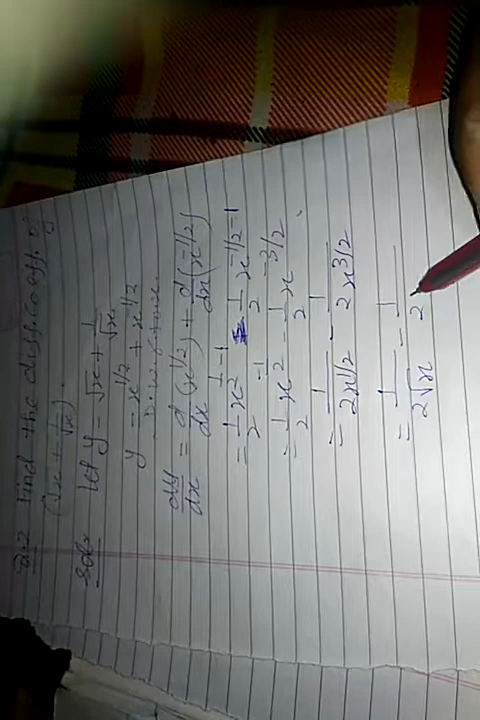 Q.2 Find the diff. coeff. of
(√x + 1/√x).
Sol: Let y = √x + 1/√x
y = x^1/2 + x^-1/2
D. w. r. to x.
dy/dx = d/dx (x^1/2) + d/dx (x^-1/2)
= 1/2 x^1/2-1 - 1/2 x^-1/2-1
= 1/2 x^-1/2 - 1/2 x^-3/2
= 1/2x^1/2 - 1/2x^3/2
= 1/2√x - 1/2